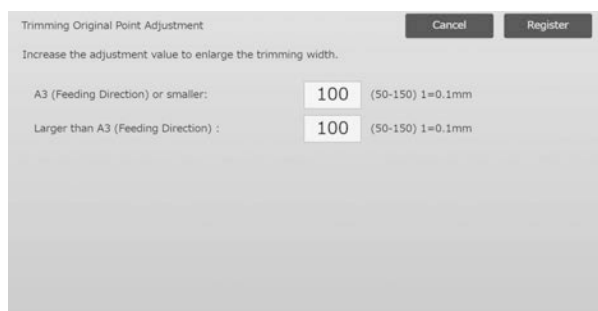 Trimming Original Point Adjustment Cancel Register
Increase the adjustment value to enlarge the trimming width.
A3 (Feeding Direction) or smaller: 100 (50-150) 1=0.1mm
Larger than A3 (Feeding Direction) : 100 (50-150) 1=0.1mm